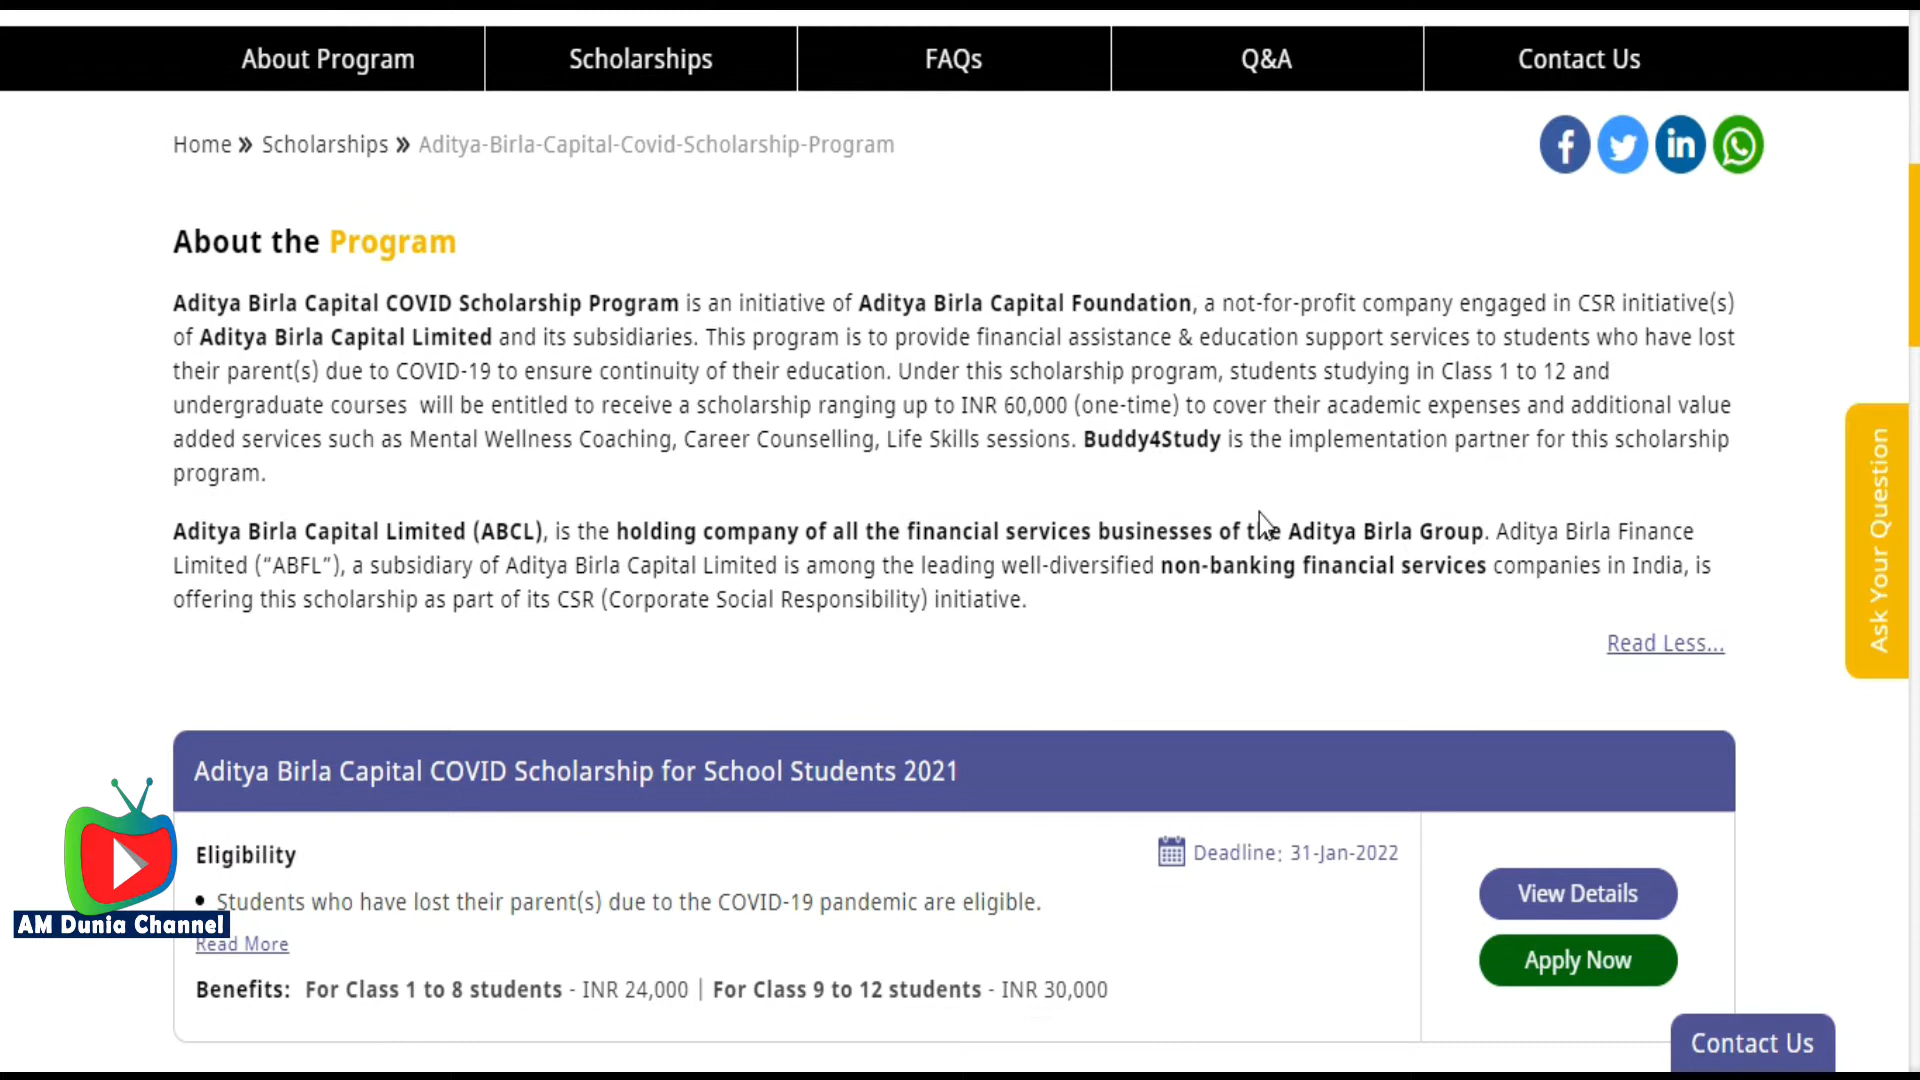 About Program
Scholarships
FAQs
Q&A
Contact Us
Home » Scholarships » Aditya-Birla-Capital-Covid-Scholarship-Program
About the Program
Aditya Birla Capital COVID Scholarship Program is an initiative of Aditya Birla Capital Foundation, a not-for-profit company engaged in CSR initiative(s)
of Aditya Birla Capital Limited and its subsidiaries. This program is to provide financial assistance & education support services to students who have lost
their parent(s) due to COVID-19 to ensure continuity of their education. Under this scholarship program, students studying in Class 1 to 12 and
undergraduate courses will be entitled to receive a scholarship ranging up to INR 60,000 (one-time) to cover their academic expenses and additional value
added services such as Mental Wellness Coaching, Career Counselling, Life Skills sessions. Buddy4Study is the implementation partner for this scholarship
program.
Aditya Birla Capital Limited (ABCL), is the holding company of all the financial services businesses of the Aditya Birla Group. Aditya Birla Finance
Limited (“ABFL”), a subsidiary of Aditya Birla Capital Limited is among the leading well-diversified non-banking financial services companies in India, is
offering this scholarship as part of its CSR (Corporate Social Responsibility) initiative.
Read Less...
Ask Your Question
Aditya Birla Capital COVID Scholarship for School Students 2021
Eligibility
Deadline: 31-Jan-2022
• Students who have lost their parent(s) due to the COVID-19 pandemic are eligible.
Read More
Benefits: For Class 1 to 8 students - INR 24,000 | For Class 9 to 12 students - INR 30,000
View Details
Apply Now
Contact Us
AM Dunia Channel